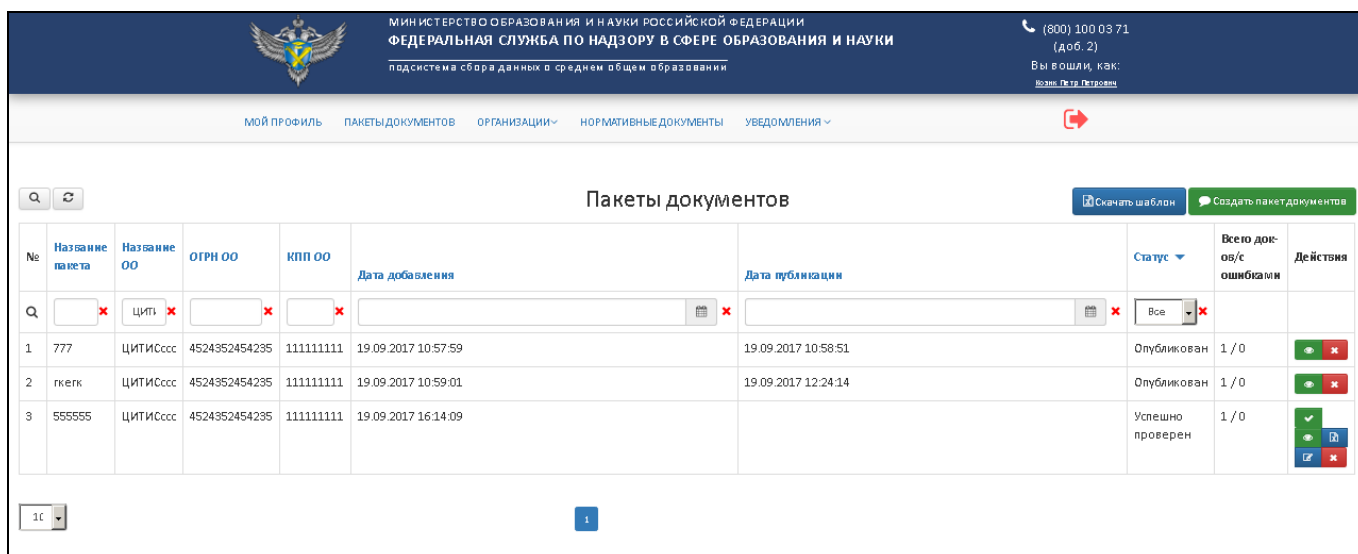 МИНИСТЕРСТВО ОБРАЗОВАНИЯ И НАУКИ РОССИЙСКОЙ ФЕДЕРАЦИИ
ФЕДЕРАЛЬНАЯ СЛУЖБА ПО НАДЗОРУ В СФЕРЕ ОБРАЗОВАНИЯ И НАУКИ
подсистема сбора данных о среднем общем образовании
(800) 100 03 71
(доб. 2)
Вы вошли, как:
Козик Петр Петрович
МОЙ ПРОФИЛЬ ПАКЕТЫ ДОКУМЕНТОВ ОРГАНИЗАЦИИ НОРМАТИВНЫЕ ДОКУМЕНТЫ УВЕДОМЛЕНИЯ
Пакеты документов Скачать шаблон Создать пакет документов
№ Название пакета Название ОО ОГРН ОО КПП ОО Дата добавления Дата публикации Статус Всего док-ов/с ошибками Действия
ЦИТИ Все
1 777 ЦИТИСссс 4524352454235 111111111 19.09.2017 10:57:59 19.09.2017 10:58:51 Опубликован 1 / 0
2 гкегк ЦИТИСссс 4524352454235 111111111 19.09.2017 10:59:01 19.09.2017 12:24:14 Опубликован 1 / 0
3 555555 ЦИТИСссс 4524352454235 111111111 19.09.2017 16:14:09 Успешно проверен 1 / 0
1